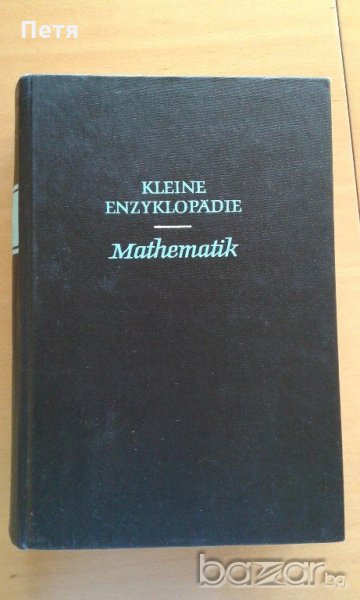 Петя
KLEINE
ENZYKLOPÄDIE
Mathematik
bazar.bg